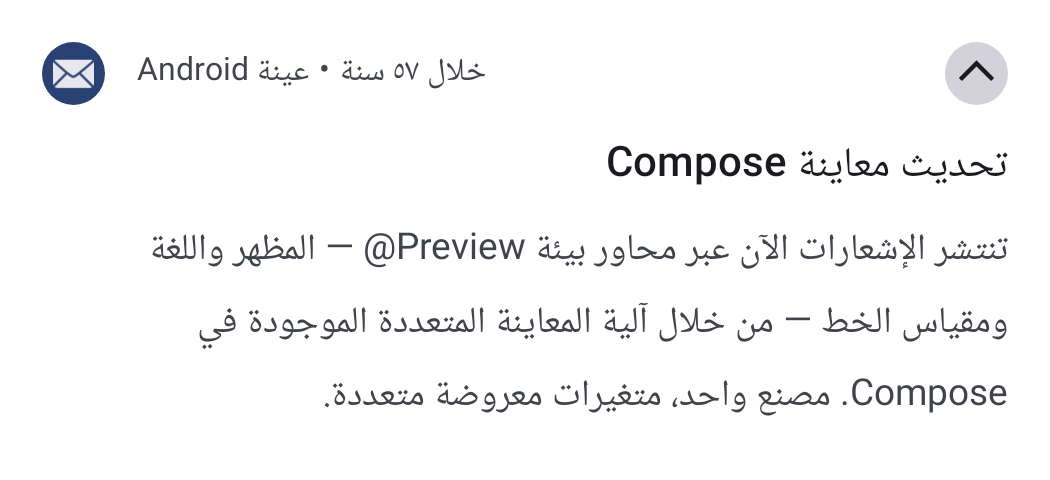 عينة Android • خلال ٥٧ سنة
تحديث معاينة Compose
تنتشر الإشعارات الآن عبر محاور بيئة @Preview — المظهر واللغة
ومقياس الخط — من خلال آلية المعاينة المتعددة الموجودة في
Compose. مصنع واحد، متغيرات معروضة متعددة.